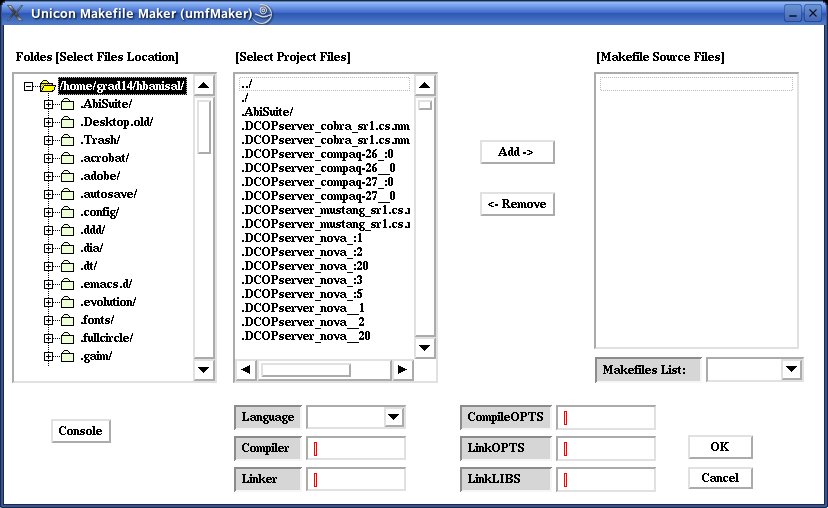 Unicon Makefile Maker (umfMaker)
Foldes [Select Files Location]
[Select Project Files]
[Makefile Source Files]
/home/grad14/hbanisal/
.AbiSuite/
.Desktop.old/
.Trash/
.acrobat/
.adobe/
.autosave/
.config/
.ddd/
.dia/
.dt/
.emacs.d/
.evolution/
.fonts/
.fullcircle/
.gaim/
../
./
.AbiSuite/
.DCOPserver_cobra_sr1.cs.nm
.DCOPserver_cobra_sr1.cs.nm
.DCOPserver_compaq-26_:0
.DCOPserver_compaq-26__0
.DCOPserver_compaq-27_:0
.DCOPserver_compaq-27__0
.DCOPserver_mustang_sr1.cs.
.DCOPserver_mustang_sr1.cs.
.DCOPserver_nova_:1
.DCOPserver_nova_:2
.DCOPserver_nova_:20
.DCOPserver_nova_:3
.DCOPserver_nova_:5
.DCOPserver_nova__1
.DCOPserver_nova__2
.DCOPserver_nova__20
Add ->
<- Remove
Makefiles List:
Console
Language
Compiler
Linker
CompileOPTS
LinkOPTS
LinkLIBS
OK
Cancel